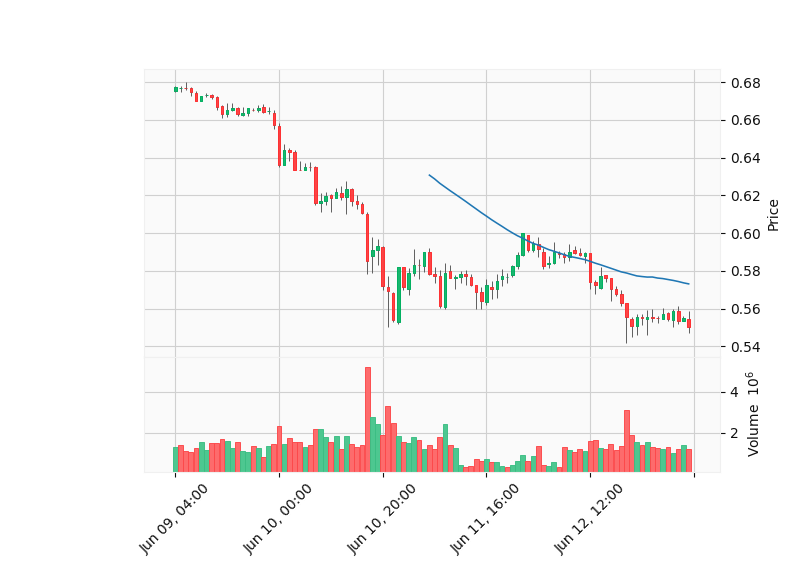 0.68
0.66
0.64
0.62
0.60
0.58
0.56
0.54
Price
4
2
Volume 10^6
Jun 09, 04:00
Jun 10, 00:00
Jun 10, 20:00
Jun 11, 16:00
Jun 12, 12:00